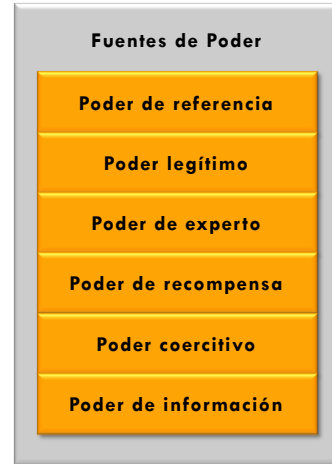 Fuentes de Poder
Poder de referencia
Poder legítimo
Poder de experto
Poder de recompensa
Poder coercitivo
Poder de información